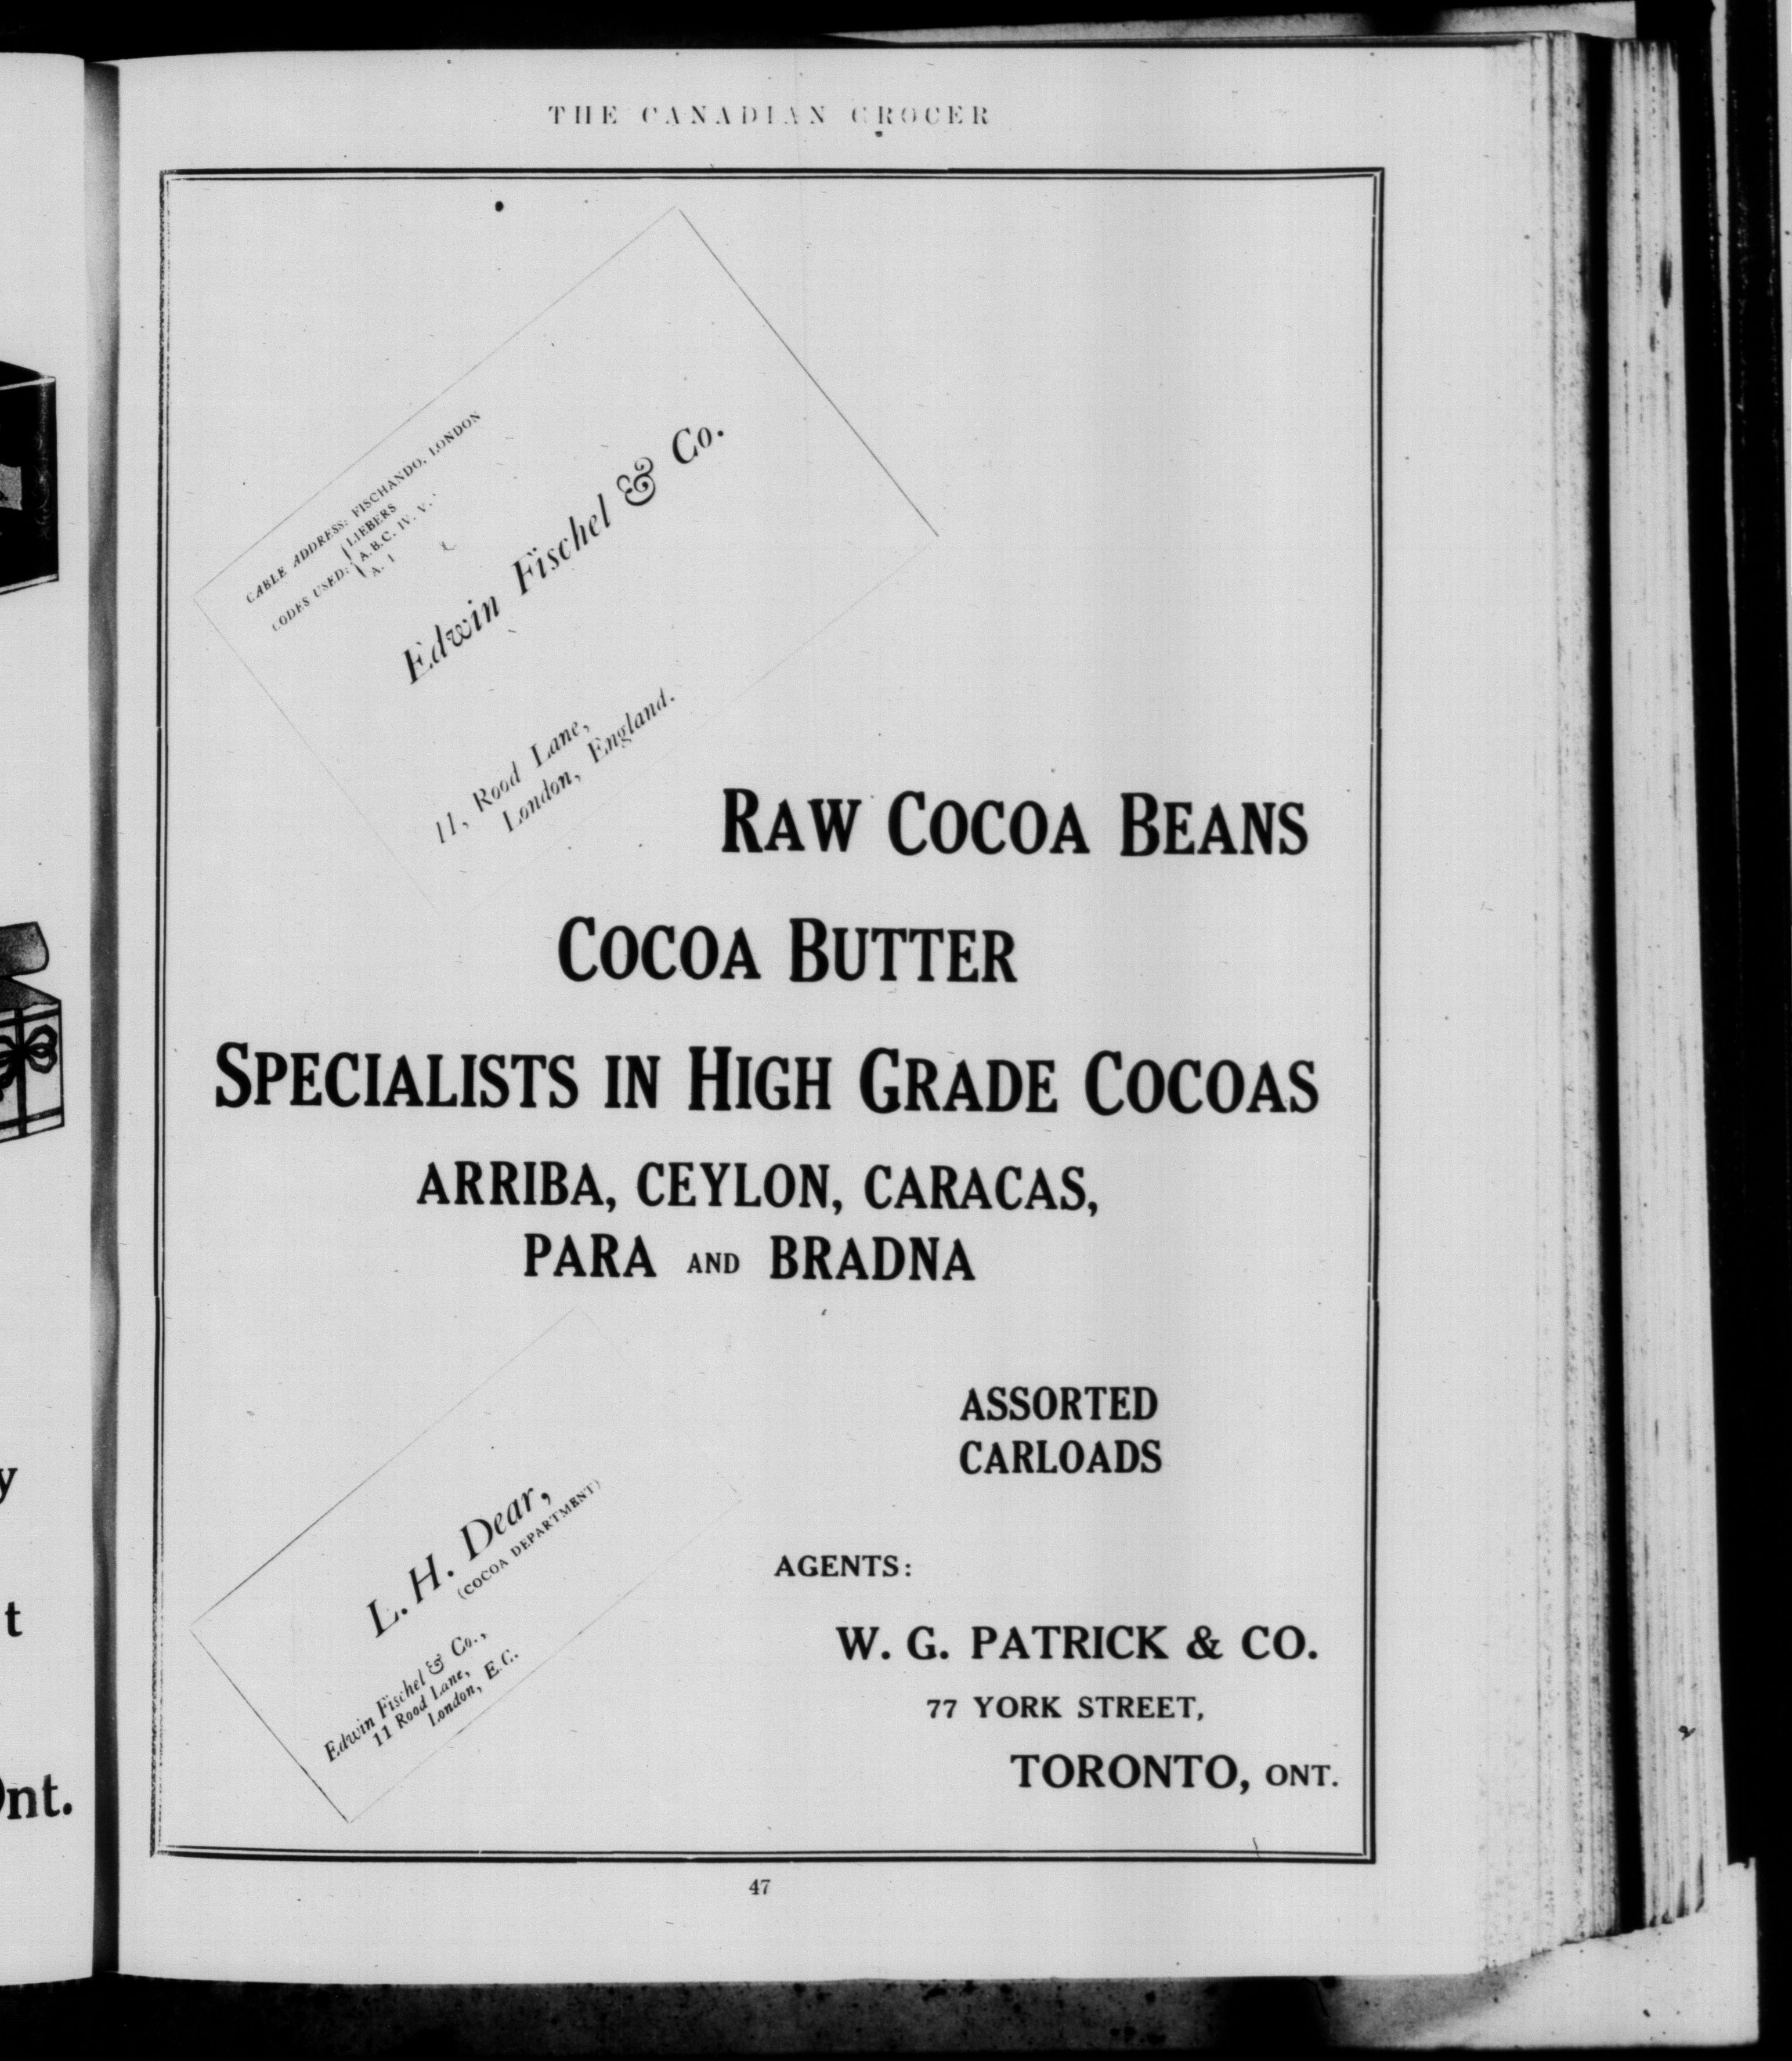 THE CANADIAN GROCER
CABLE ADDRESS: FISCHANDO, LONDON
CODES USED: LIEBERS
A.B.C. IV. V.
A. 1
Edwin Fischel & Co.
11, Rood Lane,
London, England.
RAW COCOA BEANS
COCOA BUTTER
SPECIALISTS IN HIGH GRADE COCOAS
ARRIBA, CEYLON, CARACAS,
PARA AND BRADNA
ASSORTED
CARLOADS
L. H. Dear,
(COCOA DEPARTMENT)
Edwin Fischel & Co.,
11 Rood Lane,
London, E.C.
AGENTS:
W. G. PATRICK & CO.
77 YORK STREET,
TORONTO, ONT.
47
y
t
nt.